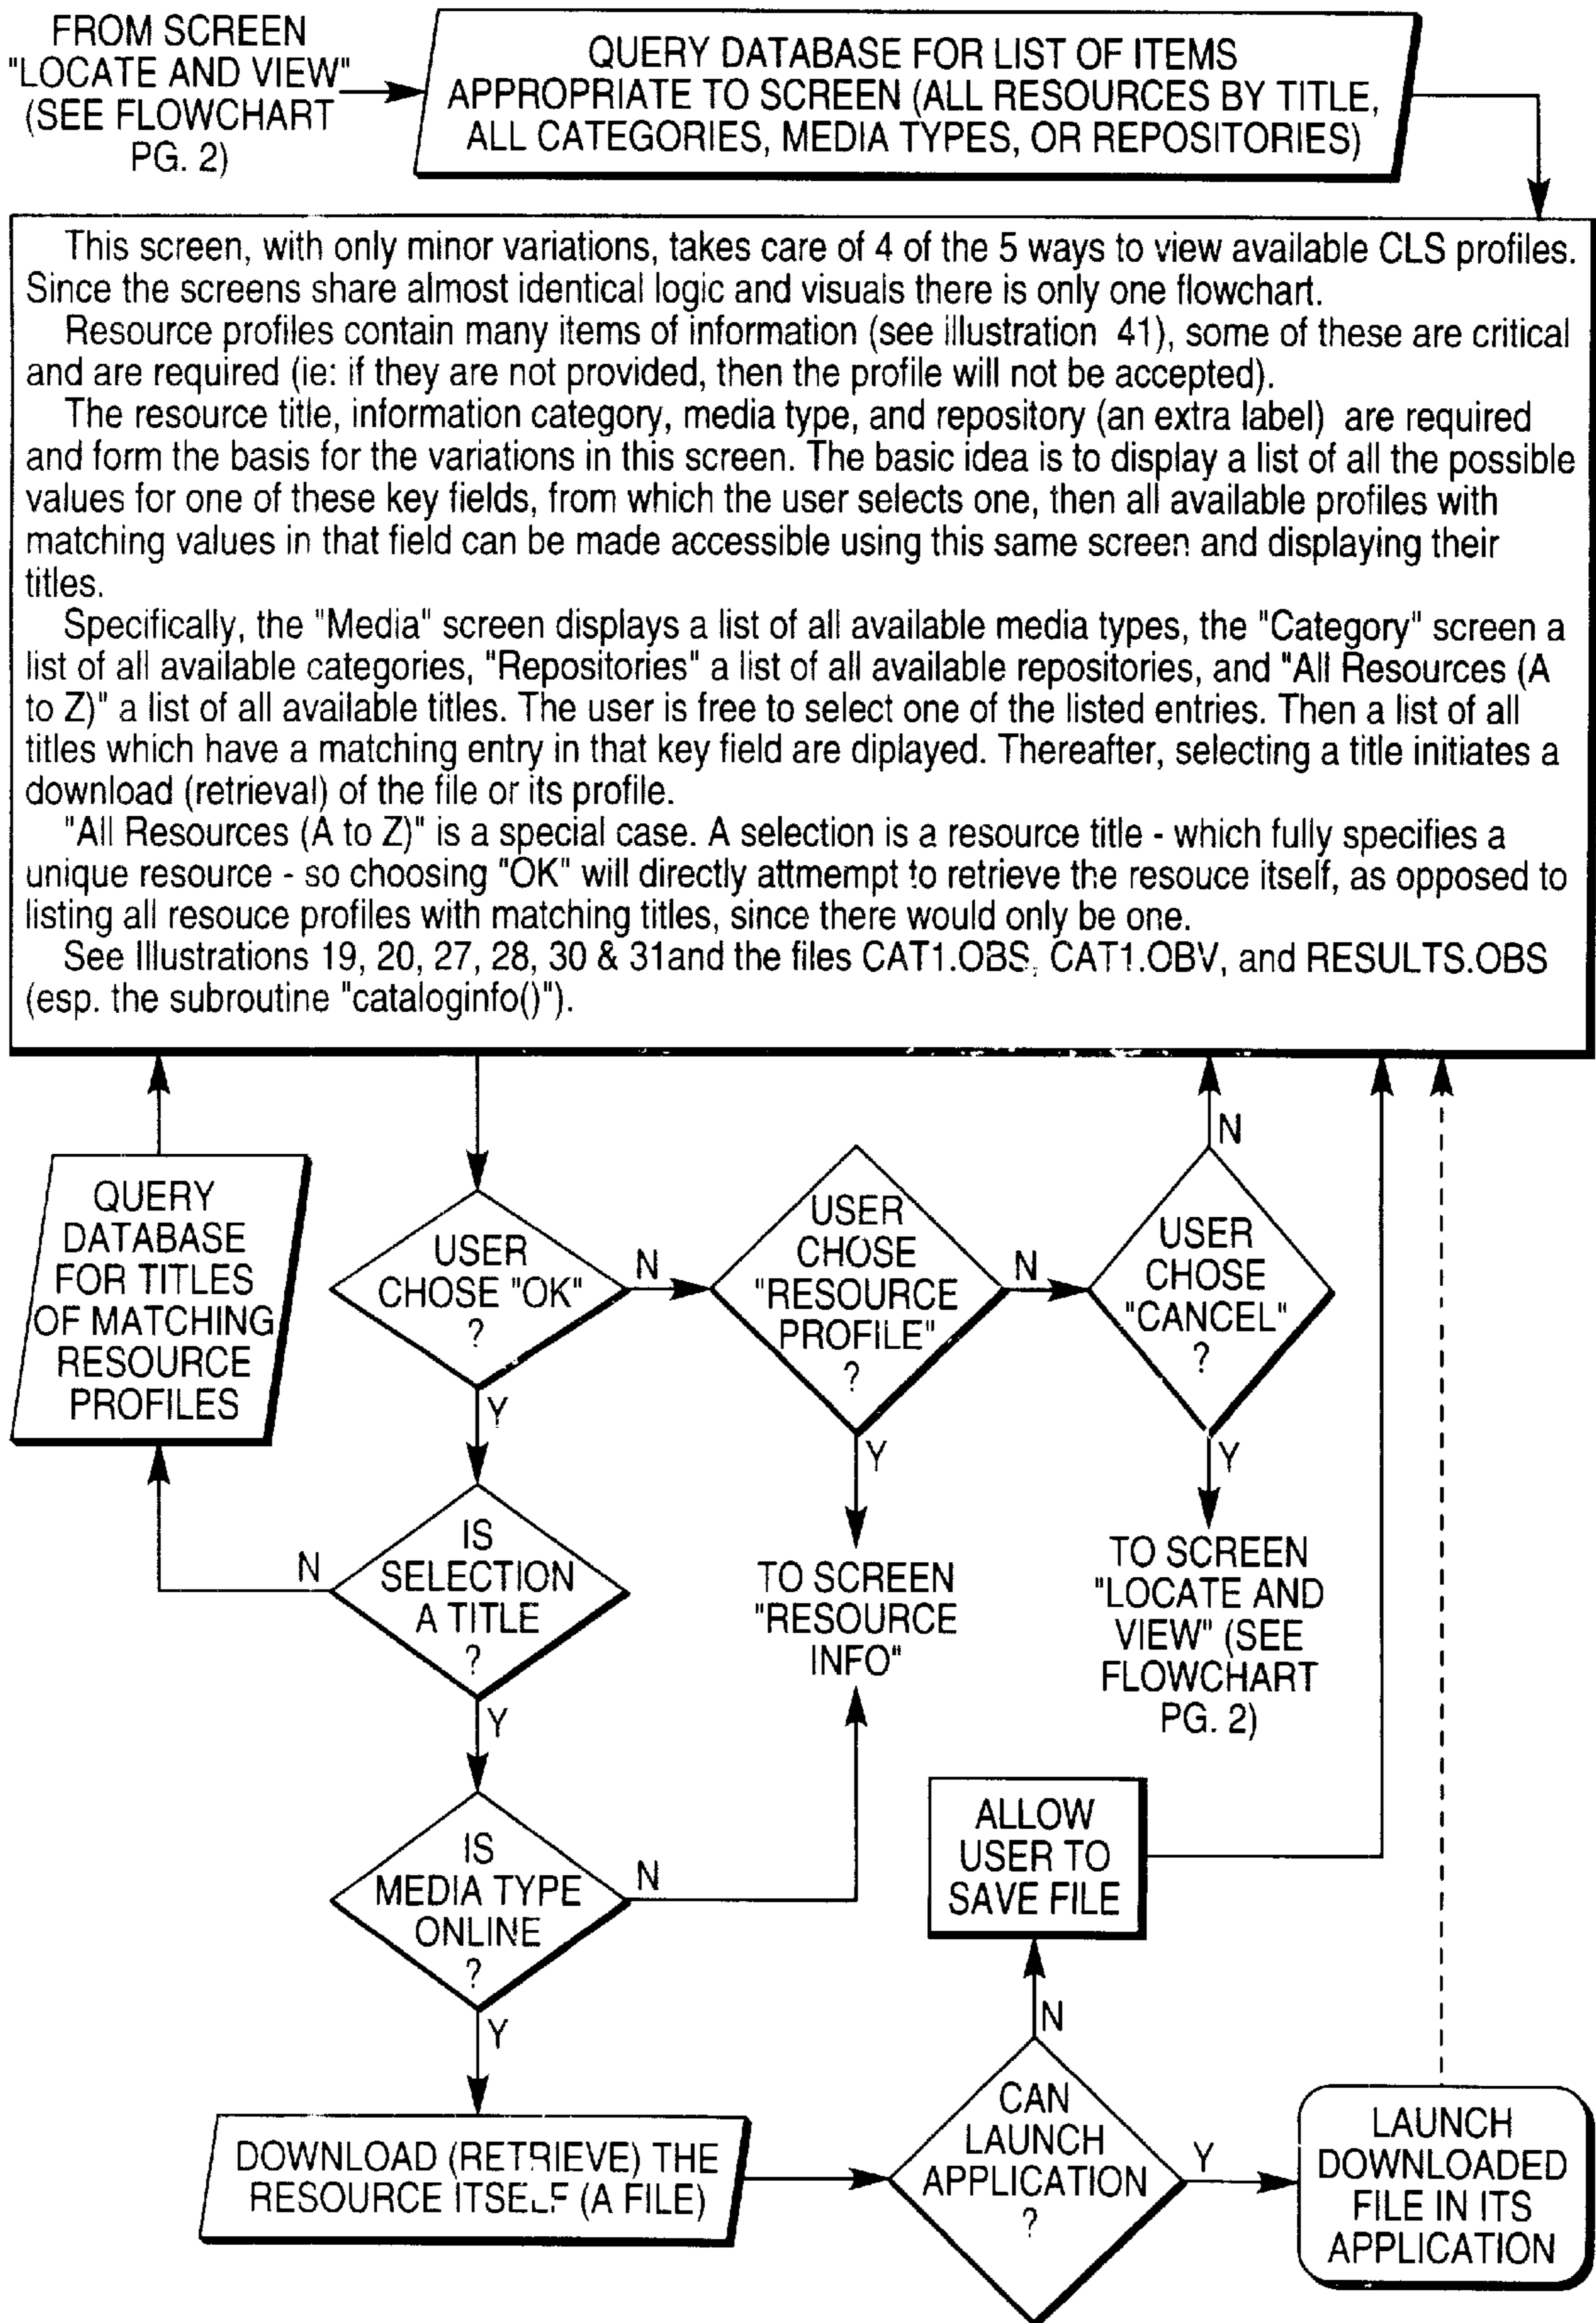 FROM SCREEN
"LOCATE AND VIEW"
(SEE FLOWCHART
PG. 2)
QUERY DATABASE FOR LIST OF ITEMS
APPROPRIATE TO SCREEN (ALL RESOURCES BY TITLE,
ALL CATEGORIES, MEDIA TYPES, OR REPOSITORIES)
This screen, with only minor variations, takes care of 4 of the 5 ways to view available CLS profiles.
Since the screens share almost identical logic and visuals there is only one flowchart.
Resource profiles contain many items of information (see illustration 41), some of these are critical
and are required (ie: if they are not provided, then the profile will not be accepted).
The resource title, information category, media type, and repository (an extra label) are required
and form the basis for the variations in this screen. The basic idea is to display a list of all the possible
values for one of these key fields, from which the user selects one, then all available profiles with
matching values in that field can be made accessible using this same screen and displaying their
titles.
Specifically, the "Media" screen displays a list of all available media types, the "Category" screen a
list of all available categories, "Repositories" a list of all available repositories, and "All Resources (A
to Z)" a list of all available titles. The user is free to select one of the listed entries. Then a list of all
titles which have a matching entry in that key field are diplayed. Thereafter, selecting a title initiates a
download (retrieval) of the file or its profile.
"All Resources (A to Z)" is a special case. A selection is a resource title - which fully specifies a
unique resource - so choosing "OK" will directly attmempt to retrieve the resouce itself, as opposed to
listing all resouce profiles with matching titles, since there would only be one.
See Illustrations 19, 20, 27, 28, 30 & 31and the files CAT1.OBS, CAT1.OBV, and RESULTS.OBS
(esp. the subroutine "cataloginfo()").
QUERY
DATABASE
FOR TITLES
OF MATCHING
RESOURCE
PROFILES
USER
CHOSE "OK"
?
N
Y
USER
CHOSE
"RESOURCE
PROFILE"
?
N
Y
USER
CHOSE
"CANCEL"
?
N
Y
IS
SELECTION
A TITLE
?
N
Y
TO SCREEN
"RESOURCE
INFO"
TO SCREEN
"LOCATE AND
VIEW" (SEE
FLOWCHART
PG. 2)
IS
MEDIA TYPE
ONLINE
?
N
Y
ALLOW
USER TO
SAVE FILE
DOWNLOAD (RETRIEVE) THE
RESOURCE ITSELF (A FILE)
CAN
LAUNCH
APPLICATION
?
N
Y
LAUNCH
DOWNLOADED
FILE IN ITS
APPLICATION